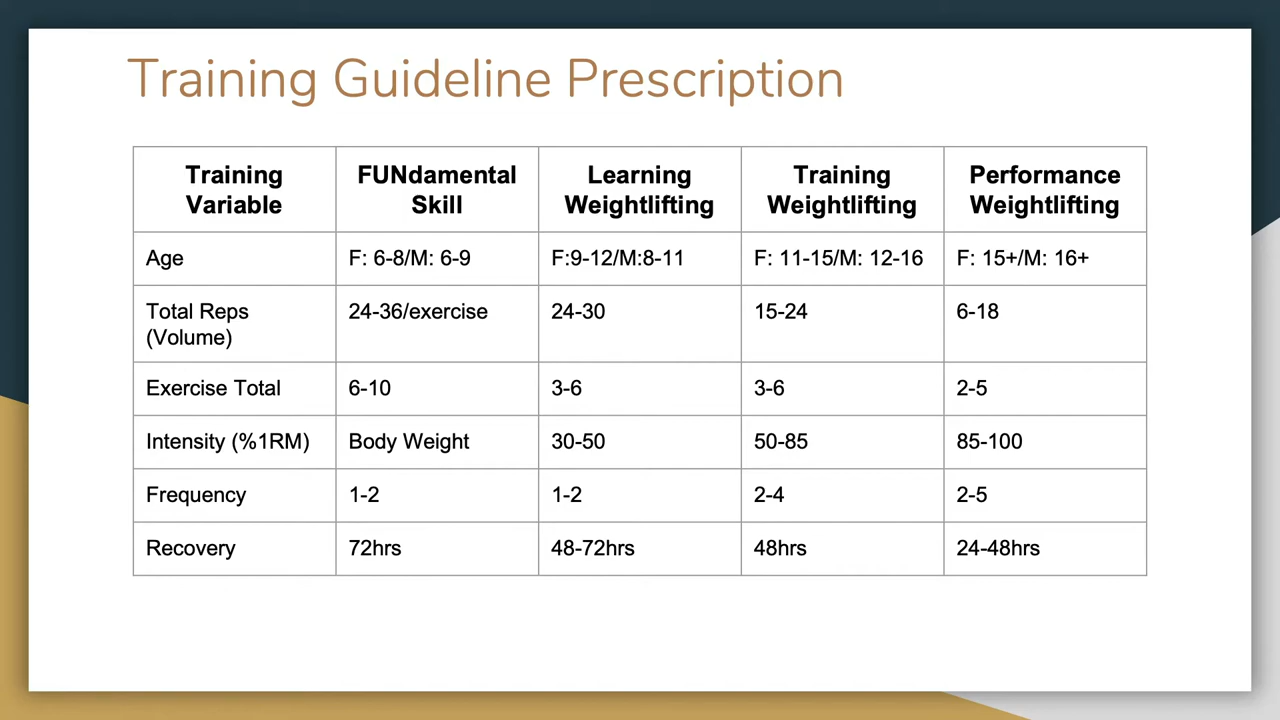 Training Guideline Prescription
Training Variable | FUNdamental Skill | Learning Weightlifting | Training Weightlifting | Performance Weightlifting
Age | F: 6-8/M: 6-9 | F:9-12/M:8-11 | F: 11-15/M: 12-16 | F: 15+/M: 16+
Total Reps (Volume) | 24-36/exercise | 24-30 | 15-24 | 6-18
Exercise Total | 6-10 | 3-6 | 3-6 | 2-5
Intensity (%1RM) | Body Weight | 30-50 | 50-85 | 85-100
Frequency | 1-2 | 1-2 | 2-4 | 2-5
Recovery | 72hrs | 48-72hrs | 48hrs | 24-48hrs